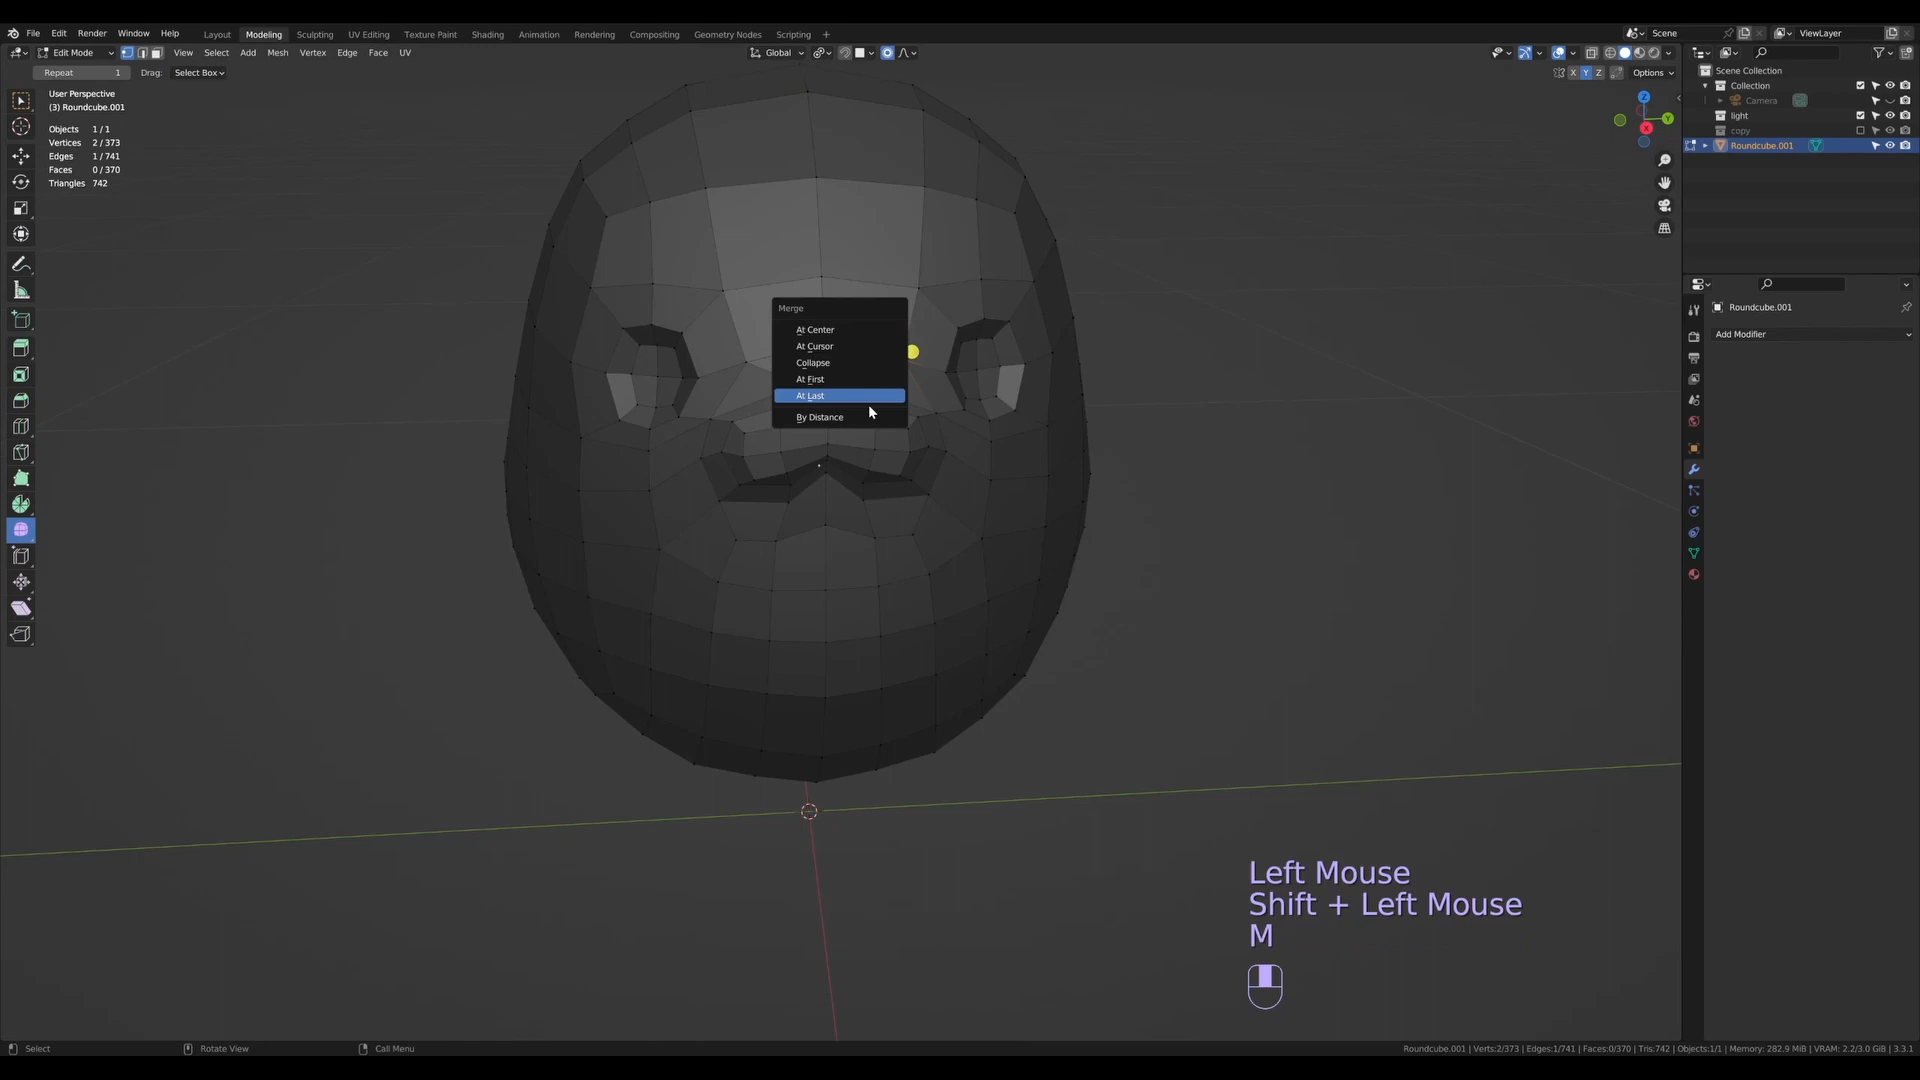 File Edit Render Window Help Layout Modeling Sculpting UV Editing Texture Paint Shading Animation Rendering Compositing Geometry Nodes Scripting + Scene ViewLayer
Edit Mode View Select Add Mesh Vertex Edge Face UV Global
Repeat 1 Drag: Select Box X Y Z Options
User Perspective
(3) Roundcube.001
Objects 1 / 1
Vertices 2 / 373
Edges 1 / 741
Faces 0 / 370
Triangles 742
Z
Y
X
Scene Collection
Collection
Camera
light
copy
Roundcube.001
Roundcube.001
Add Modifier
Merge
At Center
At Cursor
Collapse
At First
At Last
By Distance
Left Mouse
Shift + Left Mouse
M
Select Rotate View Call Menu Roundcube.001 | Verts:2/373 | Edges:1/741 | Faces:0/370 | Tris:742 | Objects:1/1 | Memory: 282.9 MiB | VRAM: 2.2/3.0 GiB | 3.3.1